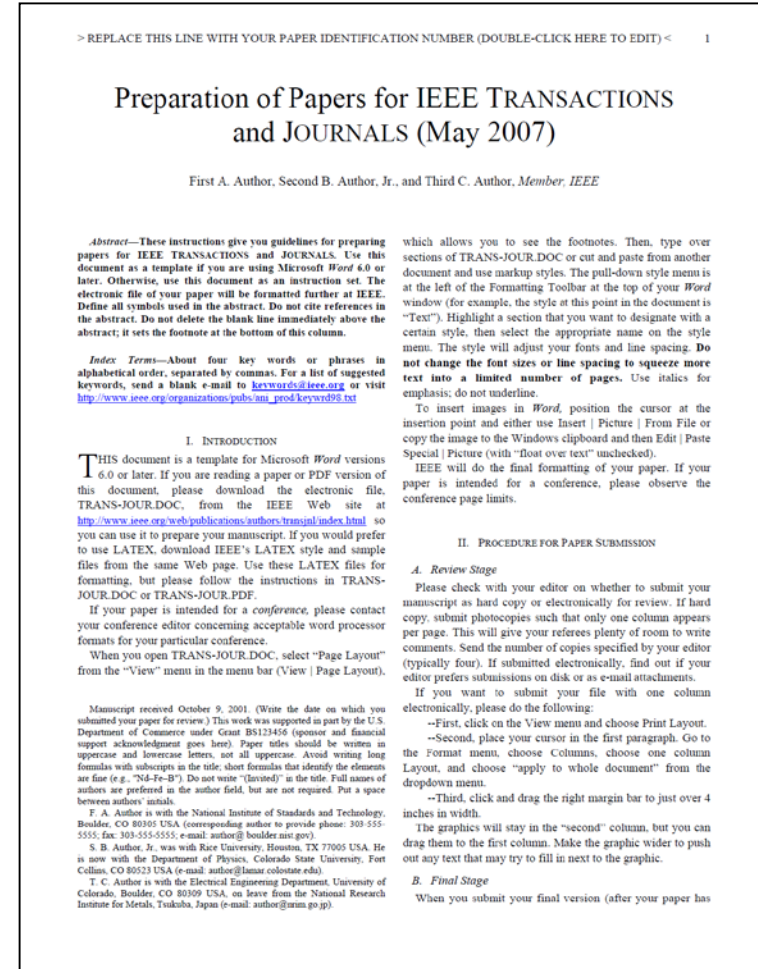 > REPLACE THIS LINE WITH YOUR PAPER IDENTIFICATION NUMBER (DOUBLE-CLICK HERE TO EDIT) < 1
Preparation of Papers for IEEE TRANSACTIONS
and JOURNALS (May 2007)
First A. Author, Second B. Author, Jr., and Third C. Author, Member, IEEE
Abstract—These instructions give you guidelines for preparing
papers for IEEE TRANSACTIONS and JOURNALS. Use this
document as a template if you are using Microsoft Word 6.0 or
later. Otherwise, use this document as an instruction set. The
electronic file of your paper will be formatted further at IEEE.
Define all symbols used in the abstract. Do not cite references in
the abstract. Do not delete the blank line immediately above the
abstract; it sets the footnote at the bottom of this column.
Index Terms—About four key words or phrases in
alphabetical order, separated by commas. For a list of suggested
keywords, send a blank e-mail to keywords@ieee.org or visit
http://www.ieee.org/organizations/pubs/ani_prod/keywrd98.txt
I. INTRODUCTION
THIS document is a template for Microsoft Word versions
6.0 or later. If you are reading a paper or PDF version of
this document, please download the electronic file,
TRANS-JOUR.DOC, from the IEEE Web site at
http://www.ieee.org/web/publications/authors/transjnl/index.html so
you can use it to prepare your manuscript. If you would prefer
to use LATEX, download IEEE's LATEX style and sample
files from the same Web page. Use these LATEX files for
formatting, but please follow the instructions in TRANS-
JOUR.DOC or TRANS-JOUR.PDF.
If your paper is intended for a conference, please contact
your conference editor concerning acceptable word processor
formats for your particular conference.
When you open TRANS-JOUR.DOC, select "Page Layout"
from the "View" menu in the menu bar (View | Page Layout),
Manuscript received October 9, 2001. (Write the date on which you
submitted your paper for review.) This work was supported in part by the U.S.
Department of Commerce under Grant BS123456 (sponsor and financial
support acknowledgment goes here). Paper titles should be written in
uppercase and lowercase letters, not all uppercase. Avoid writing long
formulas with subscripts in the title; short formulas that identify the elements
are fine (e.g., "Nd–Fe–B"). Do not write "(Invited)" in the title. Full names of
authors are preferred in the author field, but are not required. Put a space
between authors' initials.
F. A. Author is with the National Institute of Standards and Technology,
Boulder, CO 80305 USA (corresponding author to provide phone: 303-555-
5555; fax: 303-555-5555; e-mail: author@ boulder.nist.gov).
S. B. Author, Jr., was with Rice University, Houston, TX 77005 USA. He
is now with the Department of Physics, Colorado State University, Fort
Collins, CO 80523 USA (e-mail: author@lamar.colostate.edu).
T. C. Author is with the Electrical Engineering Department, University of
Colorado, Boulder, CO 80309 USA, on leave from the National Research
Institute for Metals, Tsukuba, Japan (e-mail: author@nrim.go.jp).
which allows you to see the footnotes. Then, type over
sections of TRANS-JOUR.DOC or cut and paste from another
document and use markup styles. The pull-down style menu is
at the left of the Formatting Toolbar at the top of your Word
window (for example, the style at this point in the document is
"Text"). Highlight a section that you want to designate with a
certain style, then select the appropriate name on the style
menu. The style will adjust your fonts and line spacing. Do
not change the font sizes or line spacing to squeeze more
text into a limited number of pages. Use italics for
emphasis; do not underline.
To insert images in Word, position the cursor at the
insertion point and either use Insert | Picture | From File or
copy the image to the Windows clipboard and then Edit | Paste
Special | Picture (with "float over text" unchecked).
IEEE will do the final formatting of your paper. If your
paper is intended for a conference, please observe the
conference page limits.
II. PROCEDURE FOR PAPER SUBMISSION
A. Review Stage
Please check with your editor on whether to submit your
manuscript as hard copy or electronically for review. If hard
copy, submit photocopies such that only one column appears
per page. This will give your referees plenty of room to write
comments. Send the number of copies specified by your editor
(typically four). If submitted electronically, find out if your
editor prefers submissions on disk or as e-mail attachments.
If you want to submit your file with one column
electronically, please do the following:
--First, click on the View menu and choose Print Layout.
--Second, place your cursor in the first paragraph. Go to
the Format menu, choose Columns, choose one column
Layout, and choose "apply to whole document" from the
dropdown menu.
--Third, click and drag the right margin bar to just over 4
inches in width.
The graphics will stay in the "second" column, but you can
drag them to the first column. Make the graphic wider to push
out any text that may try to fill in next to the graphic.
B. Final Stage
When you submit your final version (after your paper has